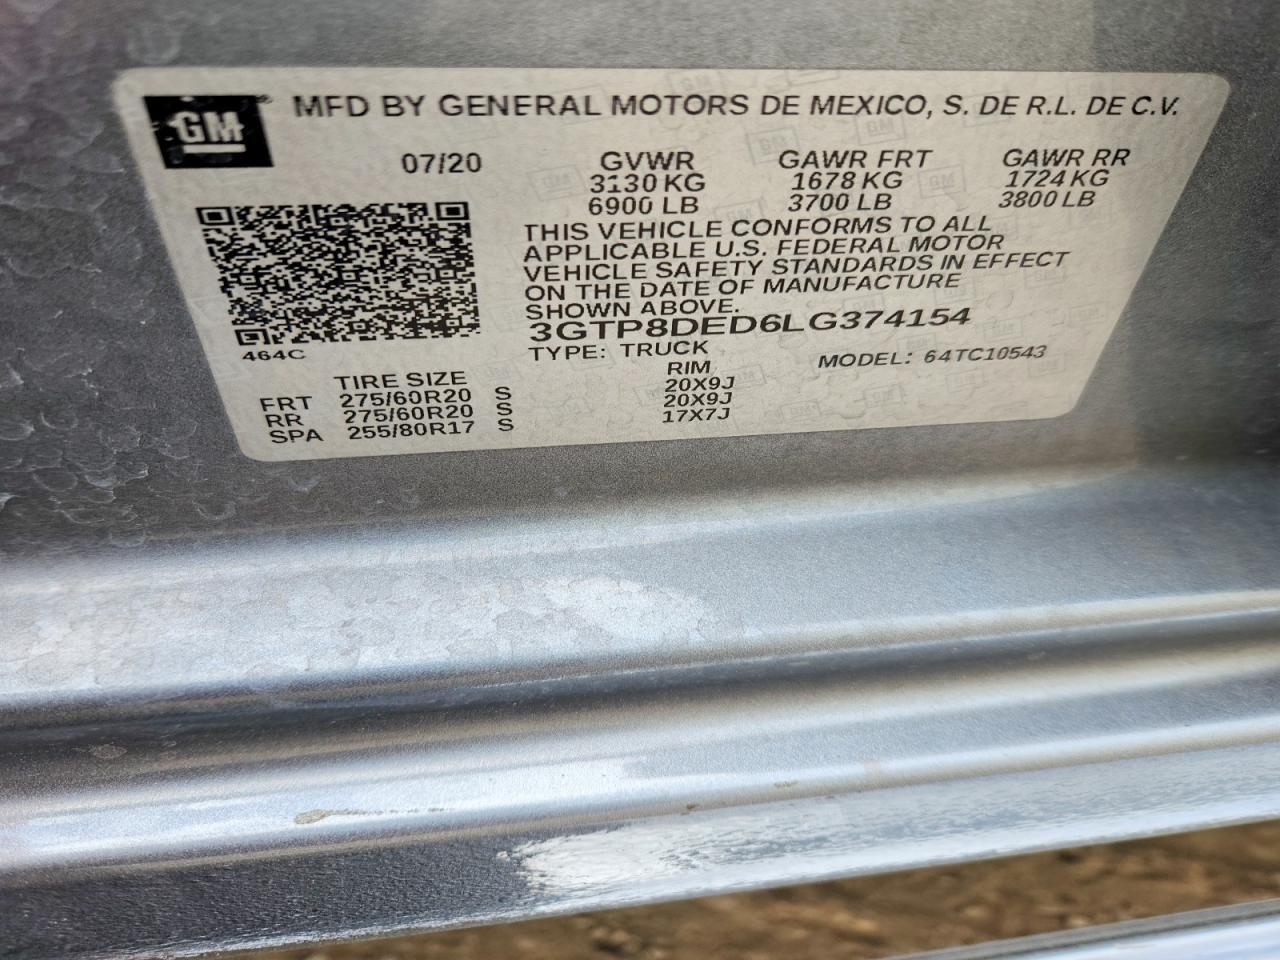 GM® MFD BY GENERAL MOTORS DE MEXICO, S. DE R.L. DE C.V.
07/20 GVWR GAWR FRT GAWR RR
3130 KG 1678 KG 1724 KG
6900 LB 3700 LB 3800 LB
THIS VEHICLE CONFORMS TO ALL
APPLICABLE U.S. FEDERAL MOTOR
VEHICLE SAFETY STANDARDS IN EFFECT
ON THE DATE OF MANUFACTURE
SHOWN ABOVE.
3GTP8DED6LG374154
464C
TYPE: TRUCK MODEL: 64TC10543
TIRE SIZE RIM
FRT 275/60R20 S 20X9J
RR 275/60R20 S 20X9J
SPA 255/80R17 S 17X7J